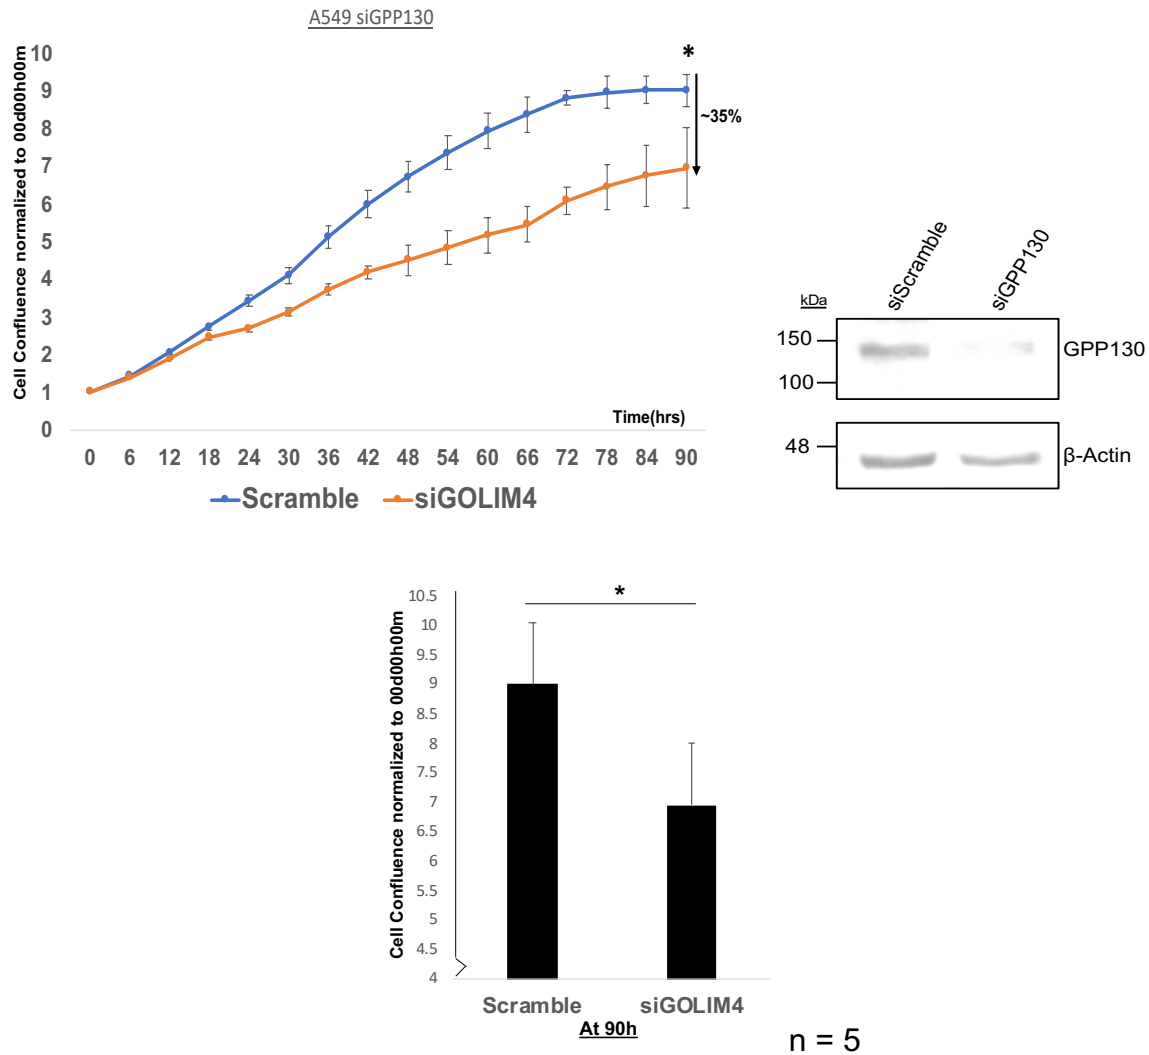 A549 siGPP130
Cell Confluence normalized to 00d00h00m
10
9
8
7
6
5
4
3
2
1
0
*
~35%
Time(hrs)
0 6 12 18 24 30 36 42 48 54 60 66 72 78 84 90
Scramble siGOLIM4
kDa siScramble siGPP130
150
100
GPP130
48
β-Actin
Cell Confluence normalized to 00d00h00m
10.5
10
9.5
9
8.5
8
7.5
7
6.5
6
5.5
5
4.5
4
*
Scramble siGOLIM4
At 90h
n = 5